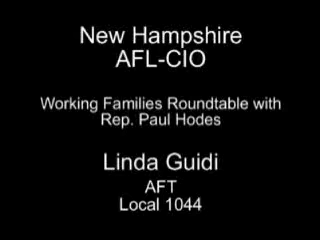 New Hampshire
AFL-CIO
Working Families Roundtable with
Rep. Paul Hodes
Linda Guidi
AFT
Local 1044